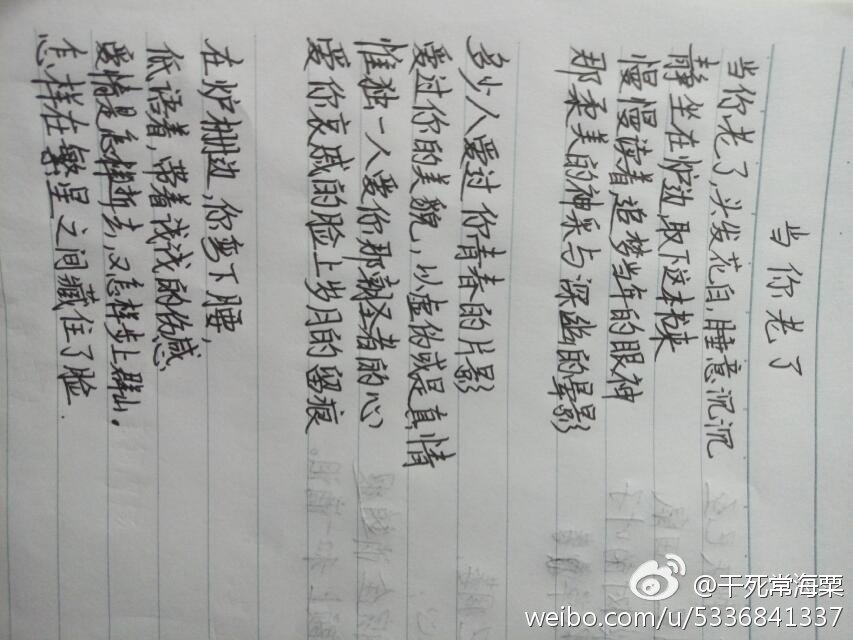 当你老了
当你老了,头发花白,睡意沉沉
静坐在炉边,取下这本书来
慢慢读着,追梦当年的眼神
那柔美的神采与深幽的晕影
多少人爱过你青春的片影
爱过你的美貌,以虚伪或是真情
惟独一人爱你那朝圣者的心
爱你哀戚的脸上岁月的留痕
在炉栅边,你弯下腰,
低语着,带着浅浅的伤感,
爱情是怎样逝去,又怎样步上群山。
怎样在繁星之间藏住了脸.
@干死常海粟
weibo.com/u/5336841337